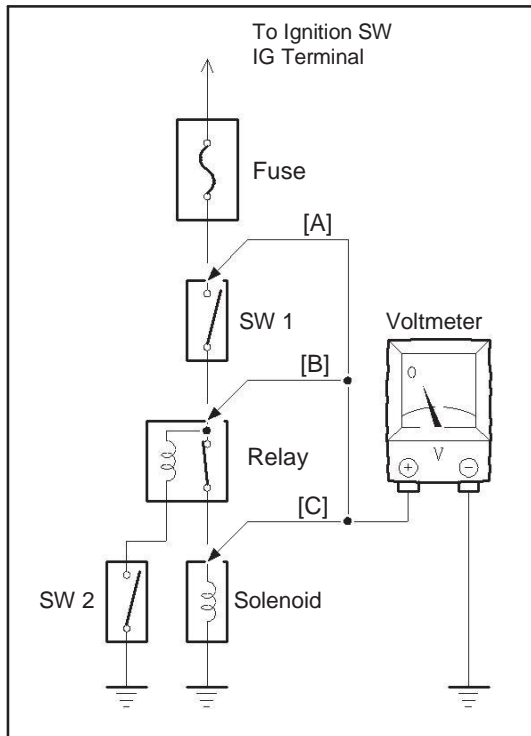 To Ignition SW
IG Terminal
Fuse
[A]
SW 1
Voltmeter
[B]
0
Relay
V
+ −
[C]
SW 2
Solenoid